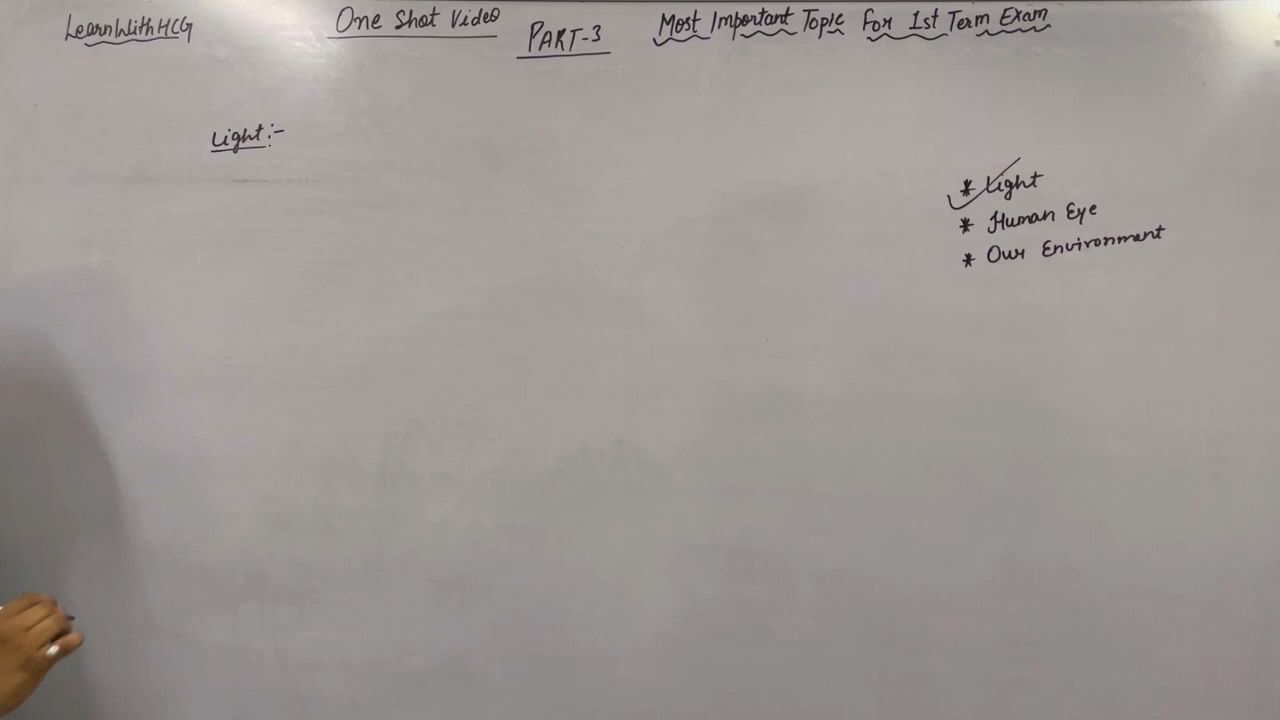 LearnWithHCG
One Shot Video
PART-3
Most Important Topic For 1st Term Exam
Light:-
* Light
* Human Eye
* Our Environment